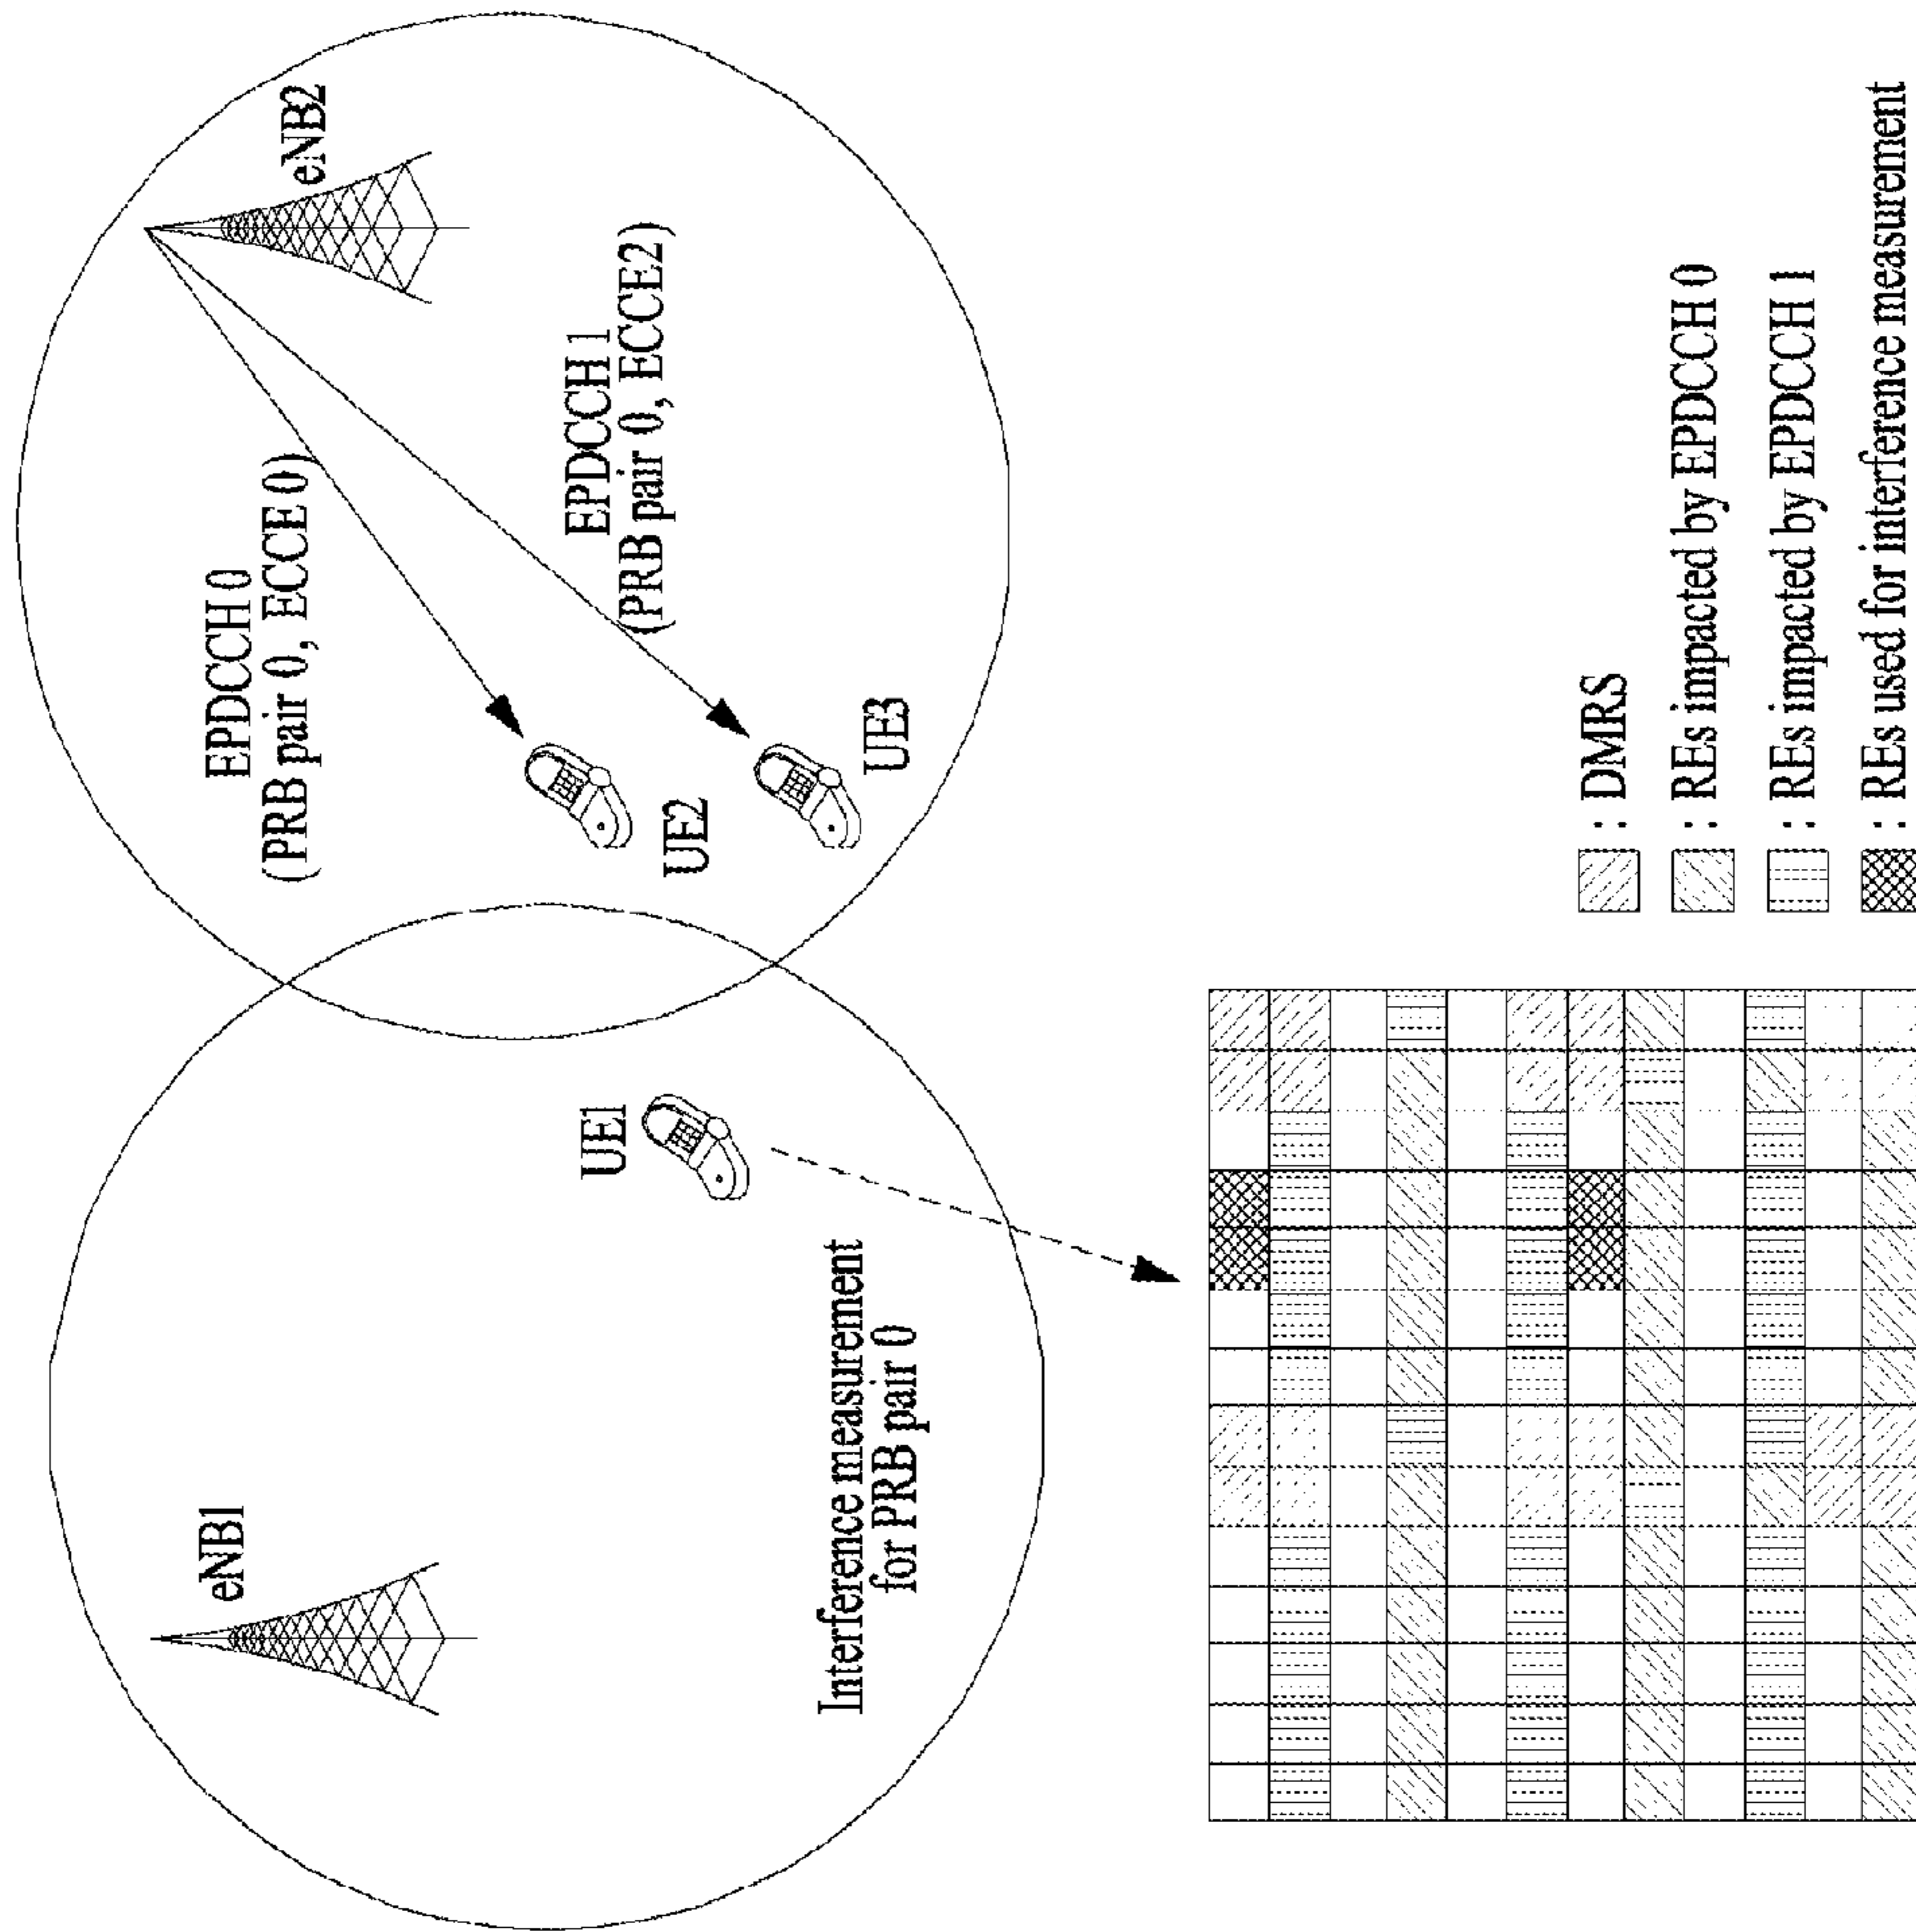 eNB1
eNB2
EPDCCH 0
(PRB pair 0, ECCE 0)
EPDCCH 1
(PRB pair 0, ECCE2)
UE1
UE2
UE3
Interference measurement
for PRB pair 0
: DMRS
: REs impacted by EPDCCH 0
: REs impacted by EPDCCH 1
: REs used for interference measurement